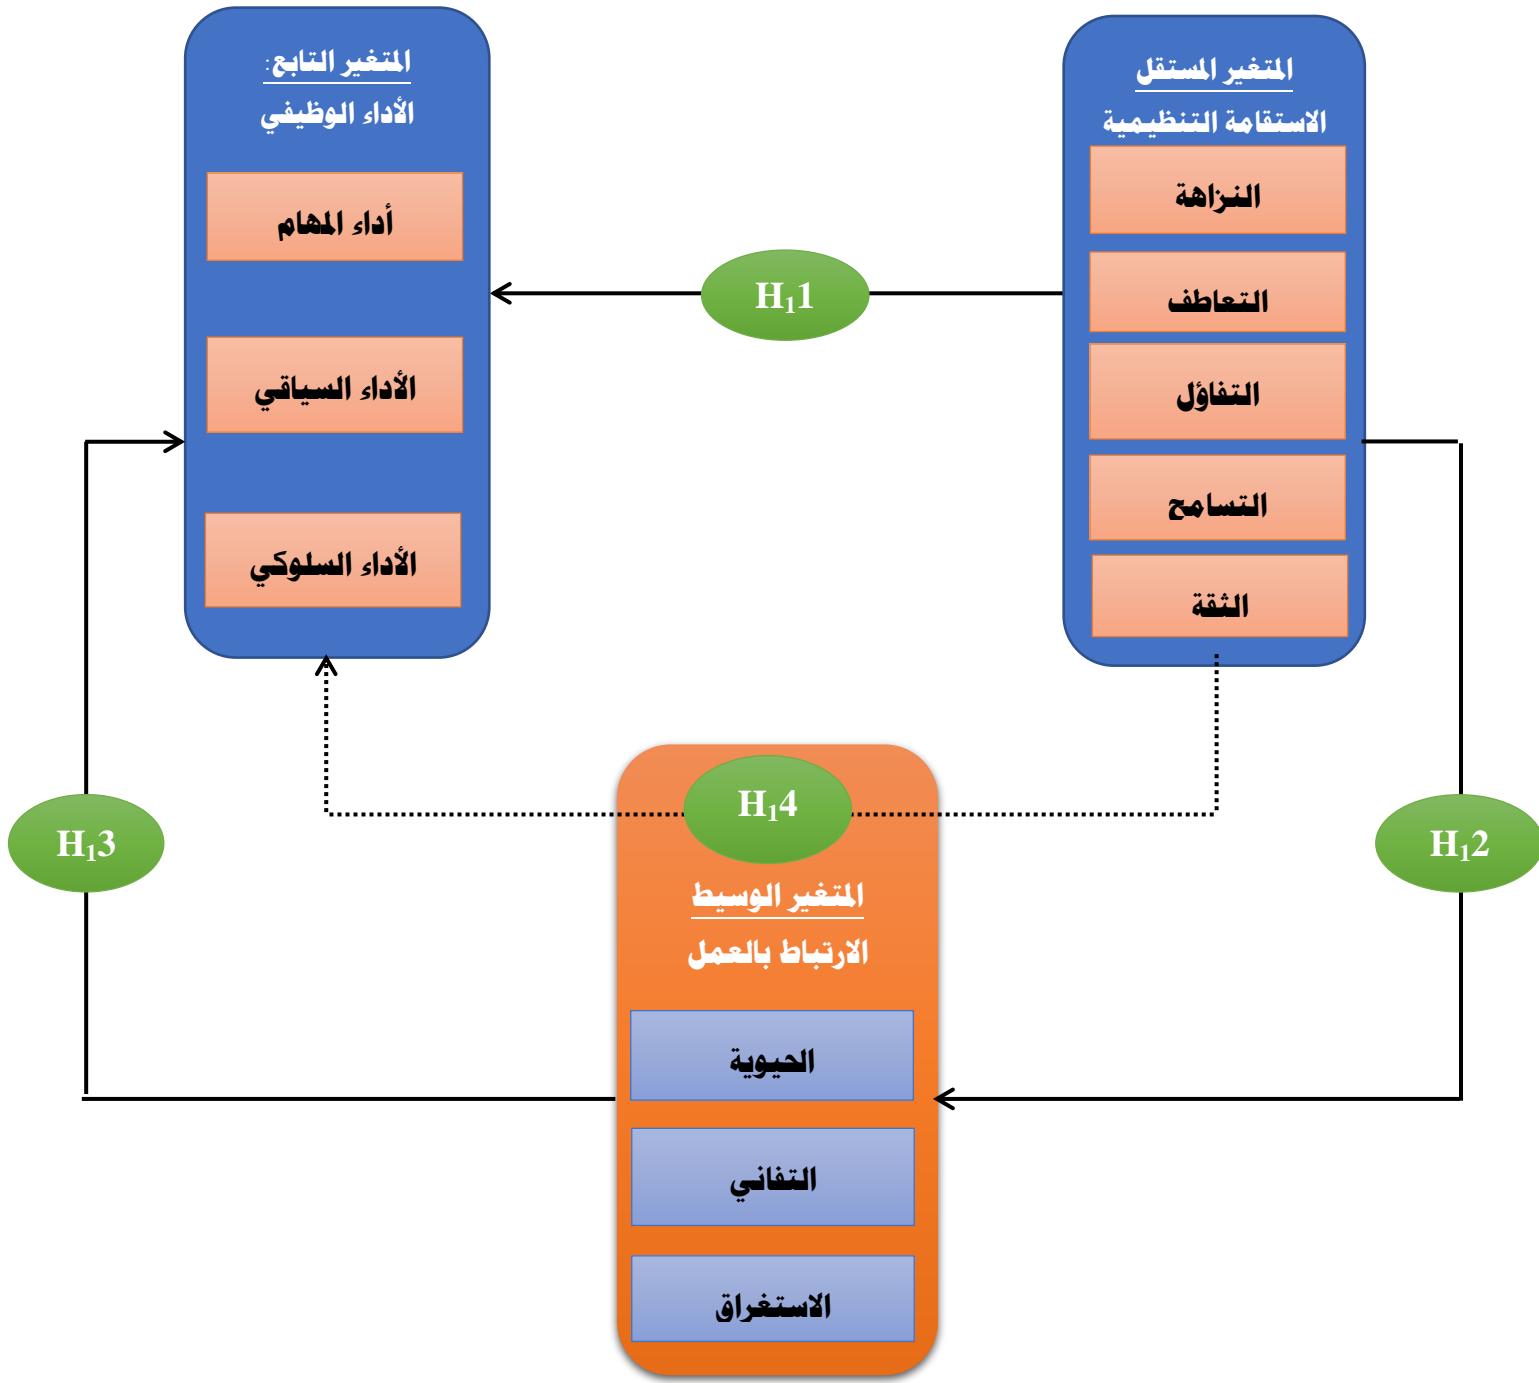 المتغير المستقل
الاستقامة التنظيمية
النزاهة
التعاطف
التفاؤل
التسامح
الثقة
H₁1
المتغير التابع:
الأداء الوظيفي
أداء المهام
الأداء السياقي
الأداء السلوكي
H₁2
H₁4
H₁3
المتغير الوسيط
الارتباط بالعمل
الحيوية
التفاني
الاستغراق